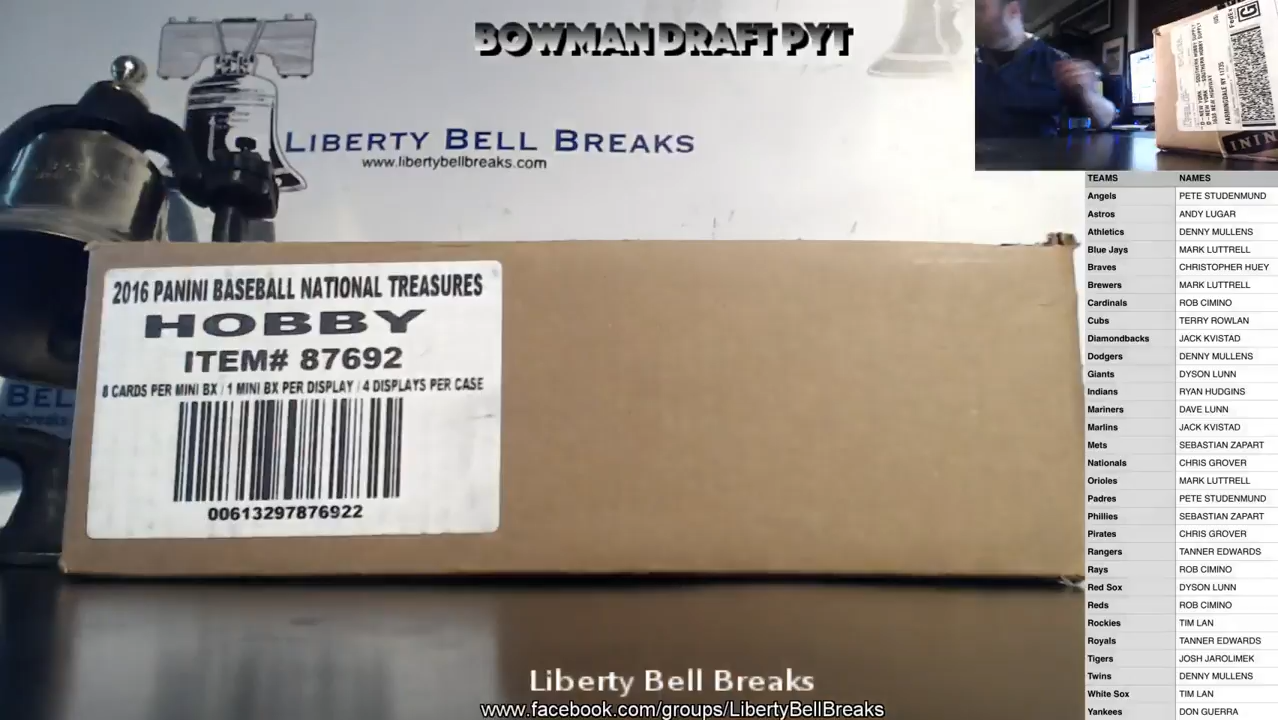 BOWMAN DRAFT PYT
LIBERTY BELL BREAKS
www.libertybellbreaks.com
2016 PANINI BASEBALL NATIONAL TREASURES
HOBBY
ITEM# 87692
8 CARDS PER MINI BX / 1 MINI BX PER DISPLAY / 4 DISPLAYS PER CASE
00613297876922
BEL
FARMINGDALE NY 11735
FedEx
G
ININ
TEAMS NAMES
Angels PETE STUDENMUND
Astros ANDY LUGAR
Athletics DENNY MULLENS
Blue Jays MARK LUTTRELL
Braves CHRISTOPHER HUEY
Brewers MARK LUTTRELL
Cardinals ROB CIMINO
Cubs TERRY ROWLAN
Diamondbacks JACK KVISTAD
Dodgers DENNY MULLENS
Giants DYSON LUNN
Indians RYAN HUDGINS
Mariners DAVE LUNN
Marlins JACK KVISTAD
Mets SEBASTIAN ZAPART
Nationals CHRIS GROVER
Orioles MARK LUTTRELL
Padres PETE STUDENMUND
Phillies SEBASTIAN ZAPART
Pirates CHRIS GROVER
Rangers TANNER EDWARDS
Rays ROB CIMINO
Red Sox DYSON LUNN
Reds ROB CIMINO
Rockies TIM LAN
Royals TANNER EDWARDS
Tigers JOSH JAROLIMEK
Twins DENNY MULLENS
White Sox TIM LAN
Yankees DON GUERRA
Liberty Bell Breaks
www.facebook.com/groups/LibertyBellBreaks